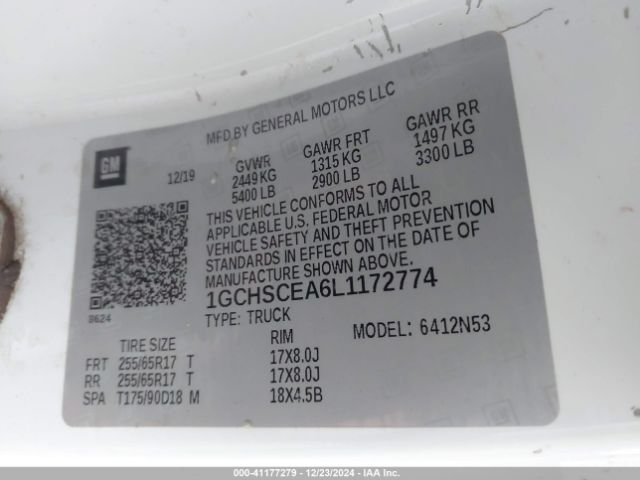 MFD BY GENERAL MOTORS LLC
GM
12/19
GVWR GAWR FRT GAWR RR
2449 KG 1315 KG 1497 KG
5400 LB 2900 LB 3300 LB
THIS VEHICLE CONFORMS TO ALL
APPLICABLE U.S. FEDERAL MOTOR
VEHICLE SAFETY AND THEFT PREVENTION
STANDARDS IN EFFECT ON THE DATE OF
MANUFACTURE SHOWN ABOVE.
8624
1GCHSCEA6L1172774
TYPE: TRUCK MODEL: 6412N53
TIRE SIZE RIM
FRT 255/65R17 T 17X8.0J
RR 255/65R17 T 17X8.0J
SPA T175/90D18 M 18X4.5B
000-41177279 - 12/23/2024 - IAAI.COM